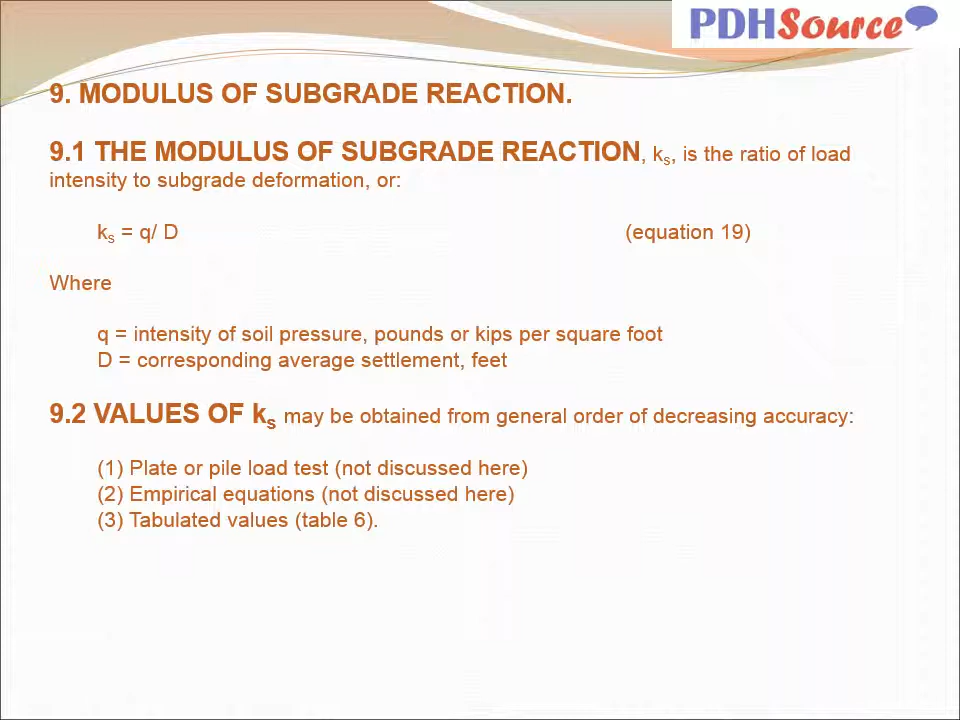 PDHSource
9. MODULUS OF SUBGRADE REACTION.
9.1 THE MODULUS OF SUBGRADE REACTION, ks, is the ratio of load
intensity to subgrade deformation, or:
ks = q/ D (equation 19)
Where
q = intensity of soil pressure, pounds or kips per square foot
D = corresponding average settlement, feet
9.2 VALUES OF ks may be obtained from general order of decreasing accuracy:
(1) Plate or pile load test (not discussed here)
(2) Empirical equations (not discussed here)
(3) Tabulated values (table 6).